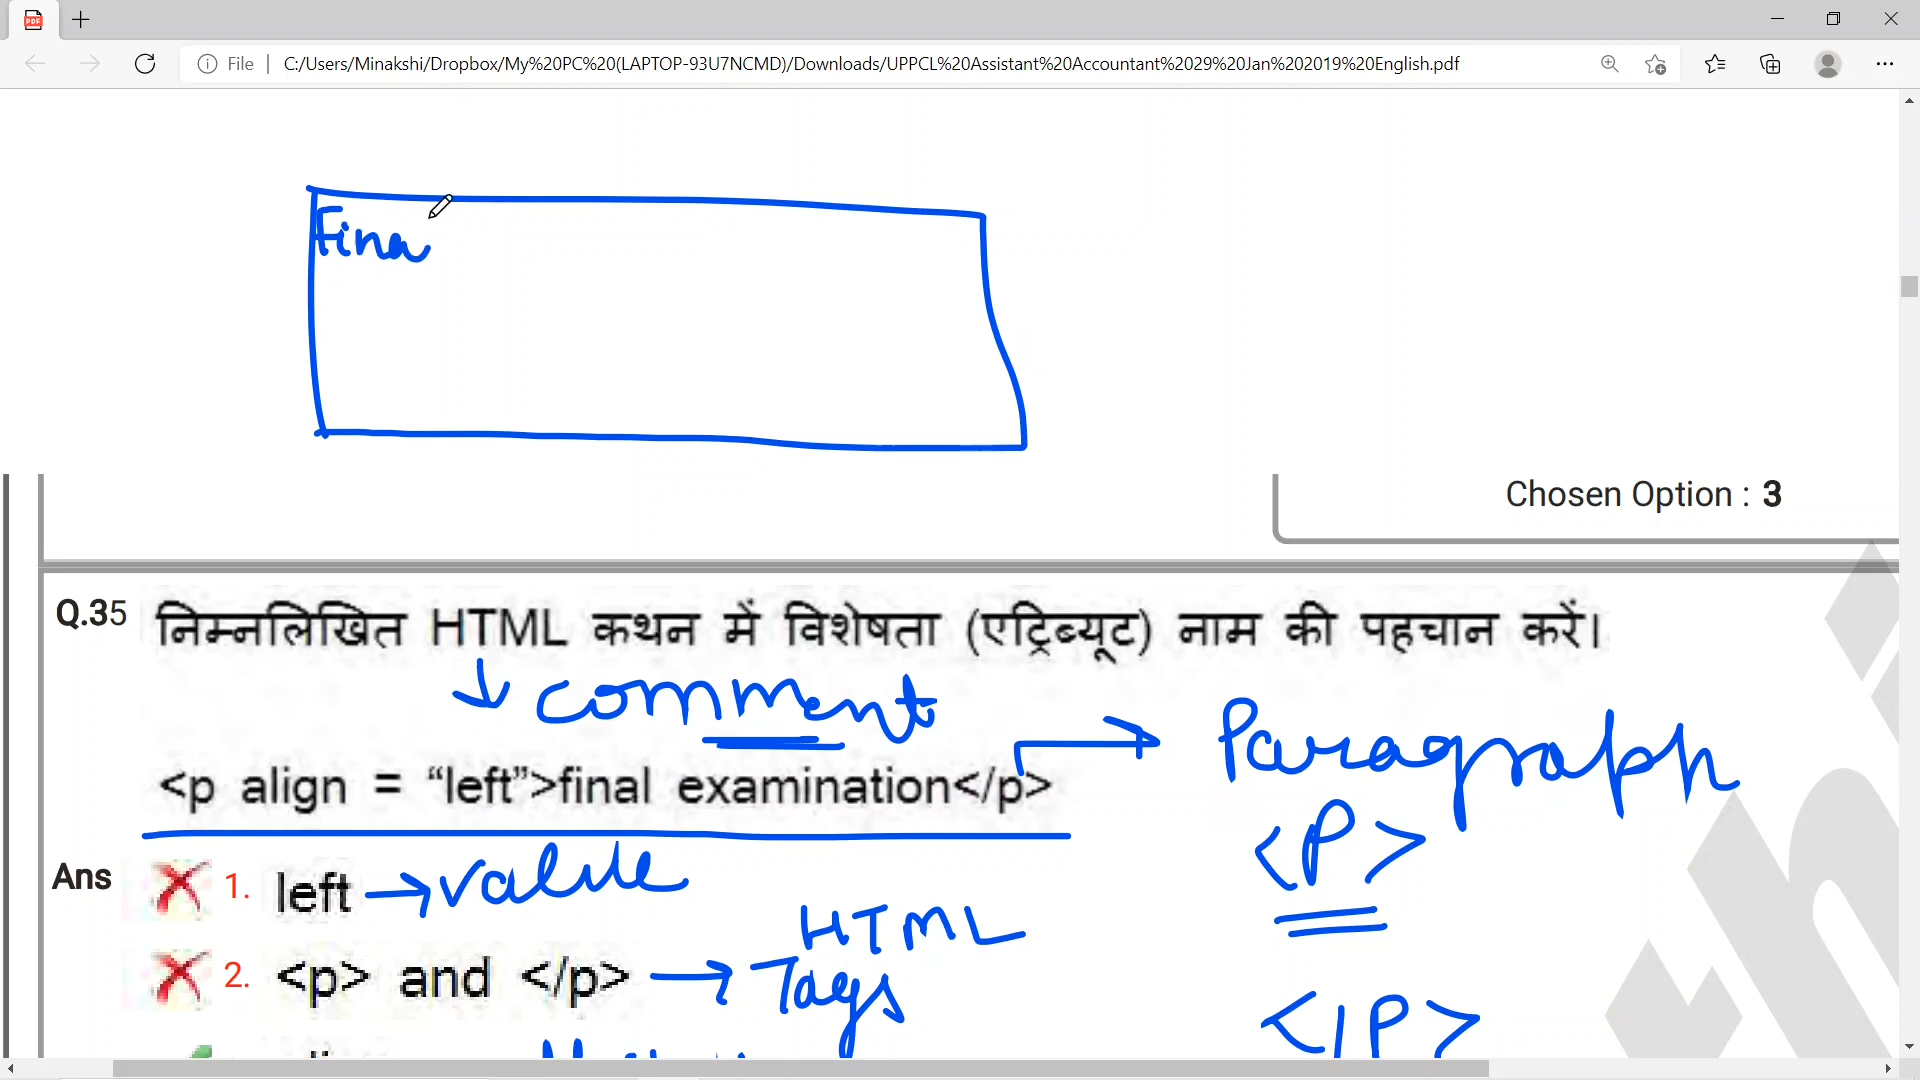 File
C:/Users/Minakshi/Dropbox/My%20PC%20(LAPTOP-93U7NCMD)/Downloads/UPPCL%20Assistant%20Accountant%2029%20Jan%202019%20English.pdf
Fina
Chosen Option : 3
Q.35 निम्नलिखित HTML कथन में विशेषता (एट्रिब्यूट) नाम की पहचान करें।
comment
<p align = “left”>final examination</p>
Paragraph
<P>
Ans
1. left → value
2. <p> and </p> → HTML Tags
</P>